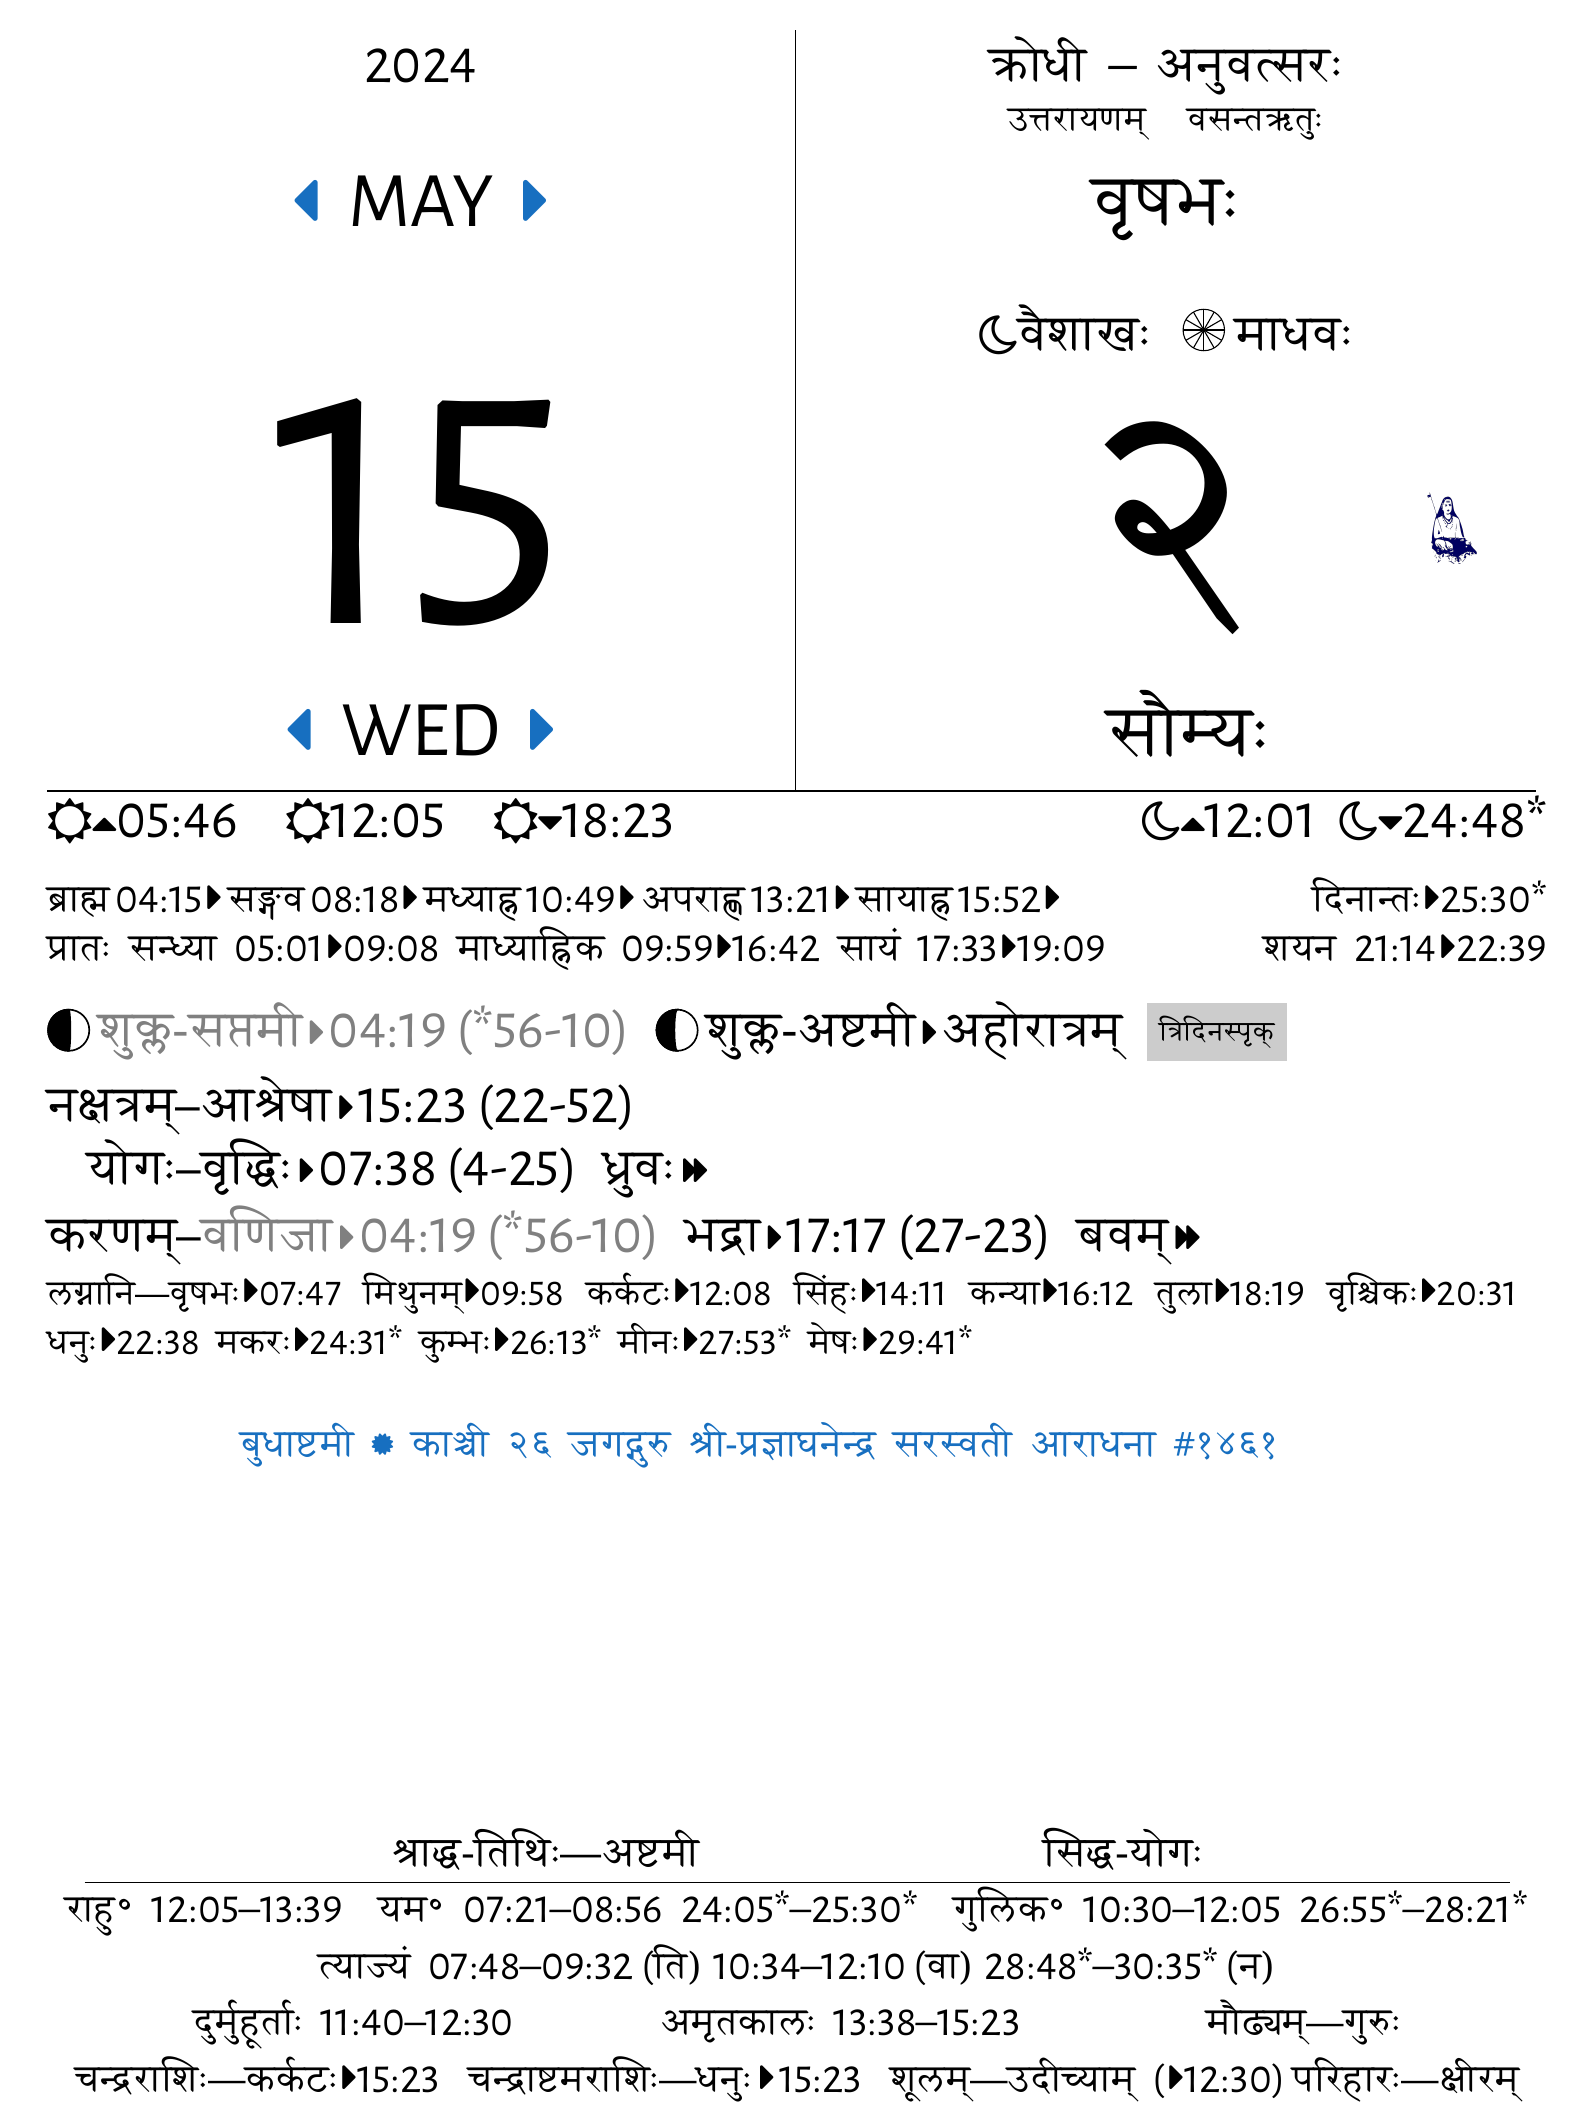 2024
MAY
15
WED
क्रोधी – अनुवत्सरः
उत्तरायणम् वसन्तऋतुः
वृषभः
वैशाखः माधवः
२
सौम्यः
05:46 12:05 18:23 12:01 24:48*
ब्राह्म 04:15 सङ्गव 08:18 मध्याह्न 10:49 अपराह्ण 13:21 सायाह्न 15:52 दिनान्तः 25:30*
प्रातः सन्ध्या 05:01 09:08 माध्याह्निक 09:59 16:42 सायं 17:33 19:09 शयन 21:14 22:39
शुक्ल-सप्तमी 04:19 (*56-10) शुक्ल-अष्टमी अहोरात्रम् त्रिदिनस्पृक्
नक्षत्रम्–आश्रेषा 15:23 (22-52)
योगः–वृद्धिः 07:38 (4-25) ध्रुवः
करणम्–वणिजा 04:19 (*56-10) भद्रा 17:17 (27-23) बवम्
लग्नानि—वृषभः 07:47 मिथुनम् 09:58 कर्कटः 12:08 सिंहः 14:11 कन्या 16:12 तुला 18:19 वृश्चिकः 20:31
धनुः 22:38 मकरः 24:31* कुम्भः 26:13* मीनः 27:53* मेषः 29:41*
बुधाष्टमी ✹ काञ्ची २६ जगद्गुरु श्री-प्रज्ञाघनेन्द्र सरस्वती आराधना #१४६१
श्राद्ध-तिथिः—अष्टमी सिद्ध-योगः
राहु॰ 12:05–13:39 यम॰ 07:21–08:56 24:05*–25:30* गुलिक॰ 10:30–12:05 26:55*–28:21*
त्याज्यं 07:48–09:32 (ति) 10:34–12:10 (वा) 28:48*–30:35* (न)
दुर्मुहूर्ताः 11:40–12:30 अमृतकालः 13:38–15:23 मौढ्यम्—गुरुः
चन्द्रराशिः—कर्कटः 15:23 चन्द्राष्टमराशिः—धनुः 15:23 शूलम्—उदीच्याम् (12:30) परिहारः—क्षीरम्